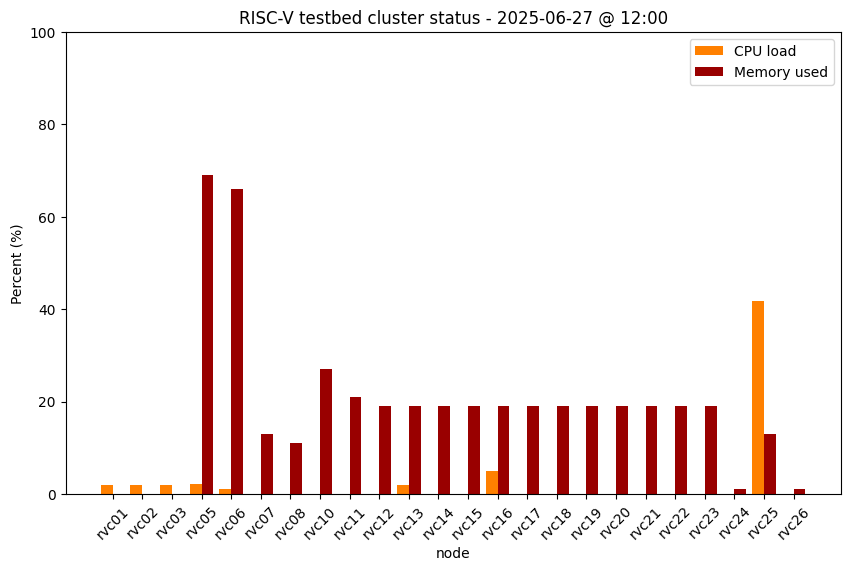 RISC-V testbed cluster status - 2025-06-27 @ 12:00
CPU load
Memory used
Percent (%)
100
80
60
40
20
0
rvc01
rvc02
rvc03
rvc05
rvc06
rvc07
rvc08
rvc10
rvc11
rvc12
rvc13
rvc14
rvc15
rvc16
rvc17
rvc18
rvc19
rvc20
rvc21
rvc22
rvc23
rvc24
rvc25
rvc26
node